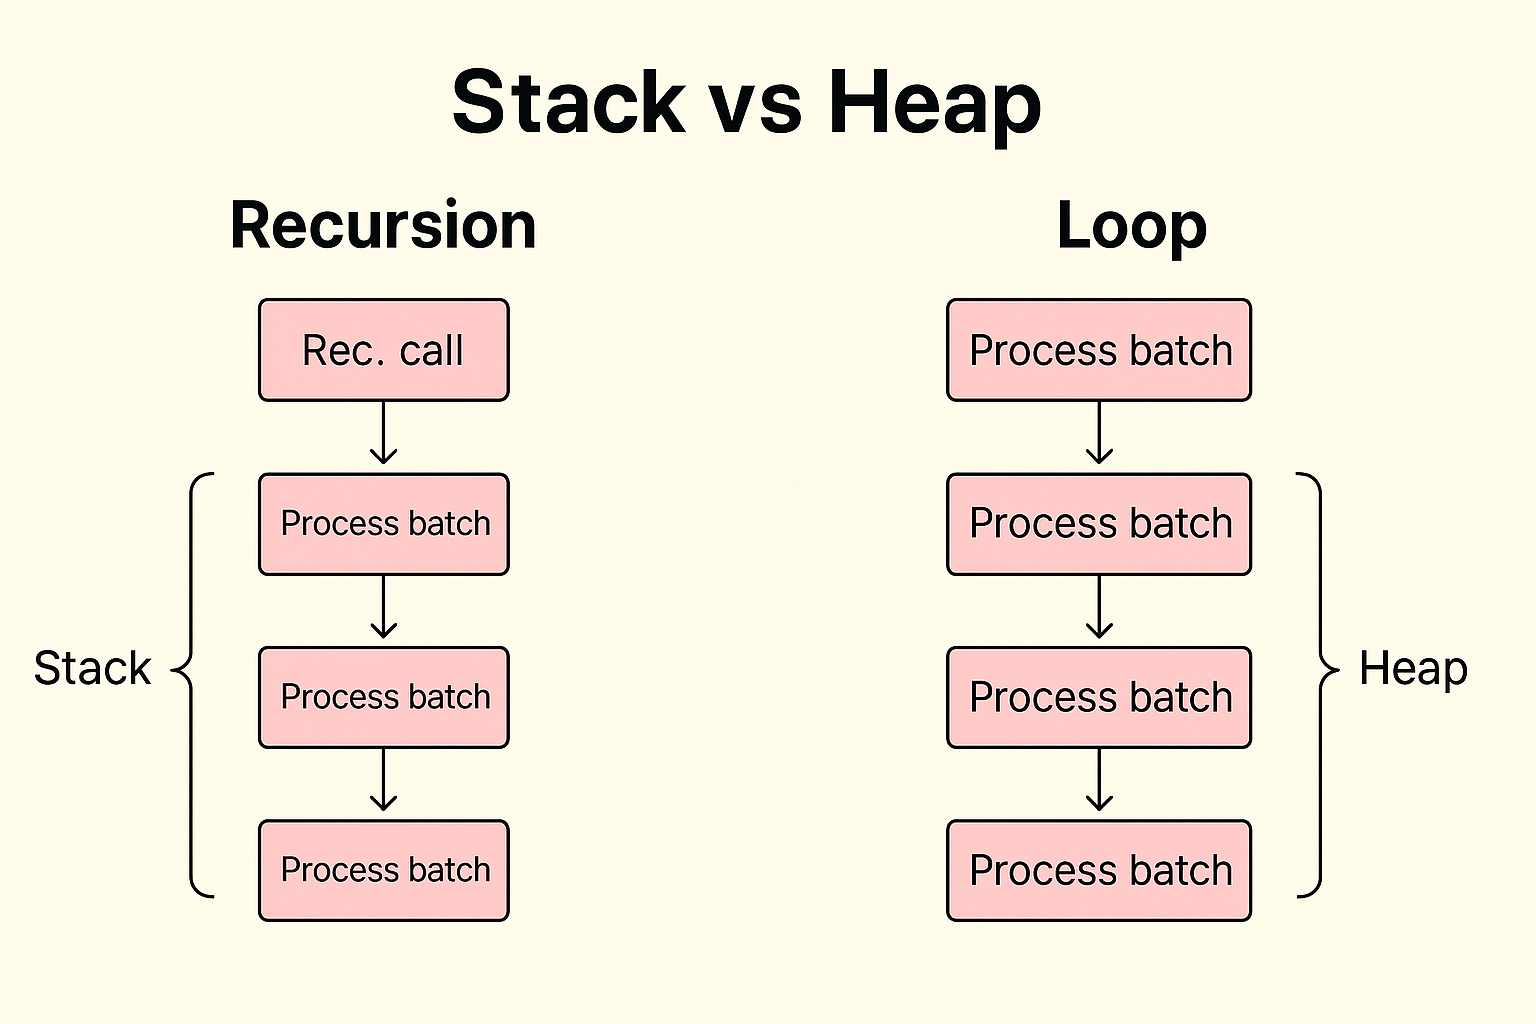 Stack vs Heap
Recursion
Rec. call
Process batch
Process batch
Process batch
Stack
Loop
Process batch
Process batch
Process batch
Process batch
Heap